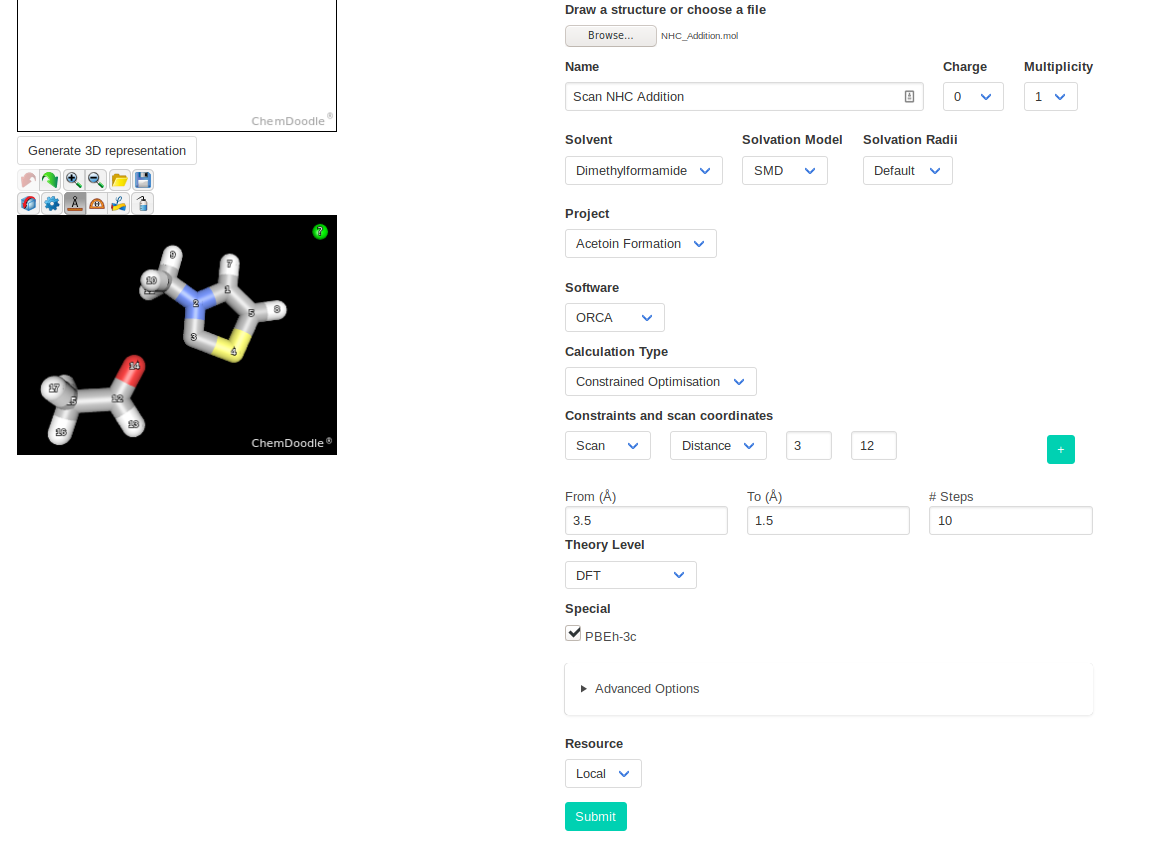 ChemDoodle®
Generate 3D representation
?
9
10
7
1
2
5
8
3
4
14
17
15
12
16
13
ChemDoodle®
Draw a structure or choose a file
Browse... NHC_Addition.mol
Name Charge Multiplicity
Scan NHC Addition 0 1
Solvent Solvation Model Solvation Radii
Dimethylformamide SMD Default
Project
Acetoin Formation
Software
ORCA
Calculation Type
Constrained Optimisation
Constraints and scan coordinates
Scan Distance 3 12 +
From (Å) To (Å) # Steps
3.5 1.5 10
Theory Level
DFT
Special
PBEh-3c
Advanced Options
Resource
Local
Submit